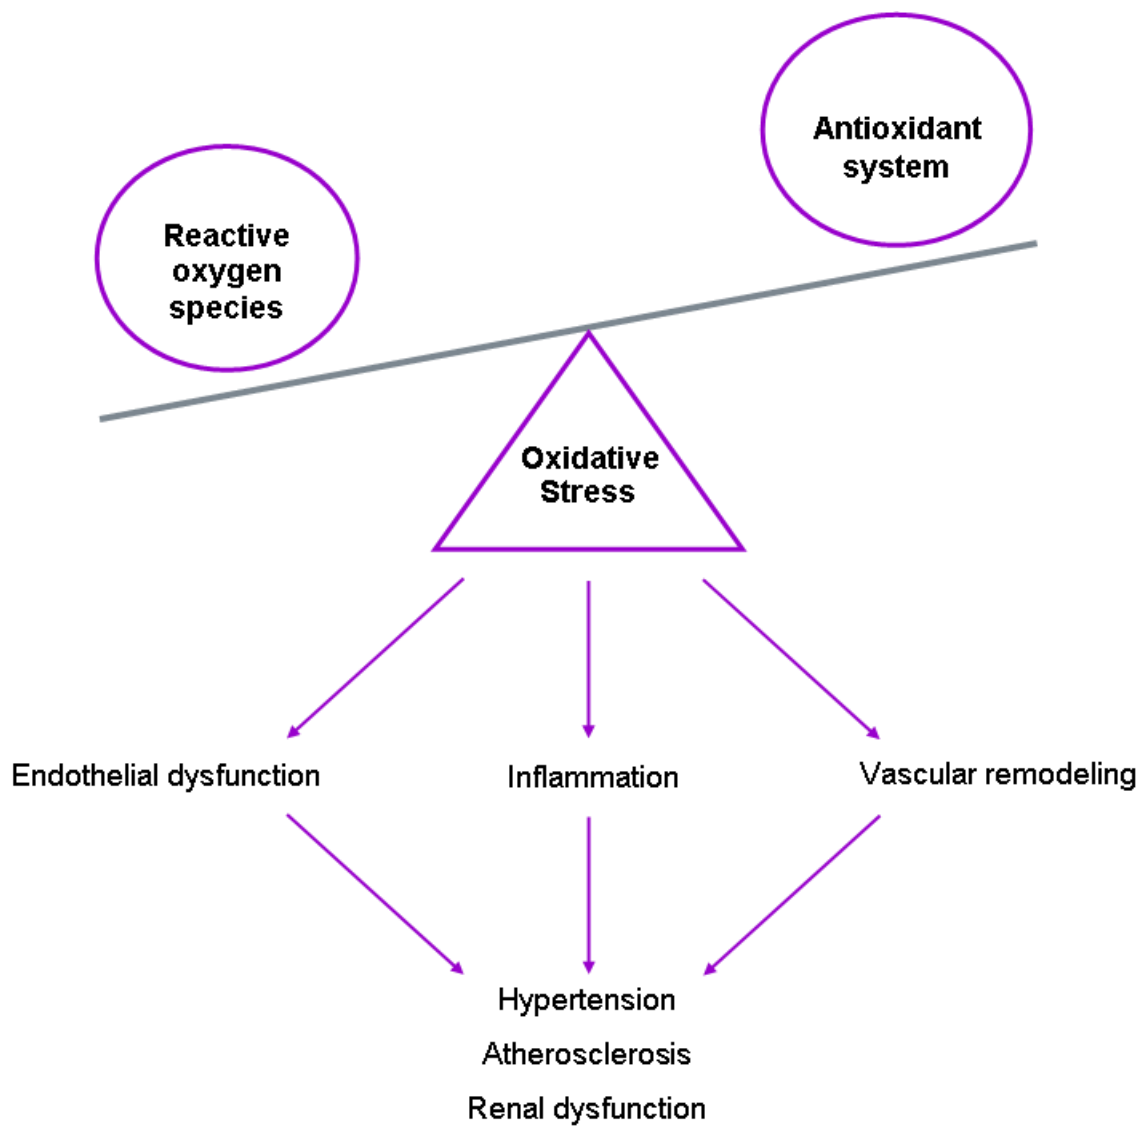 Antioxidant
system
Reactive
oxygen
species
Oxidative
Stress
Endothelial dysfunction
Inflammation
Vascular remodeling
Hypertension
Atherosclerosis
Renal dysfunction